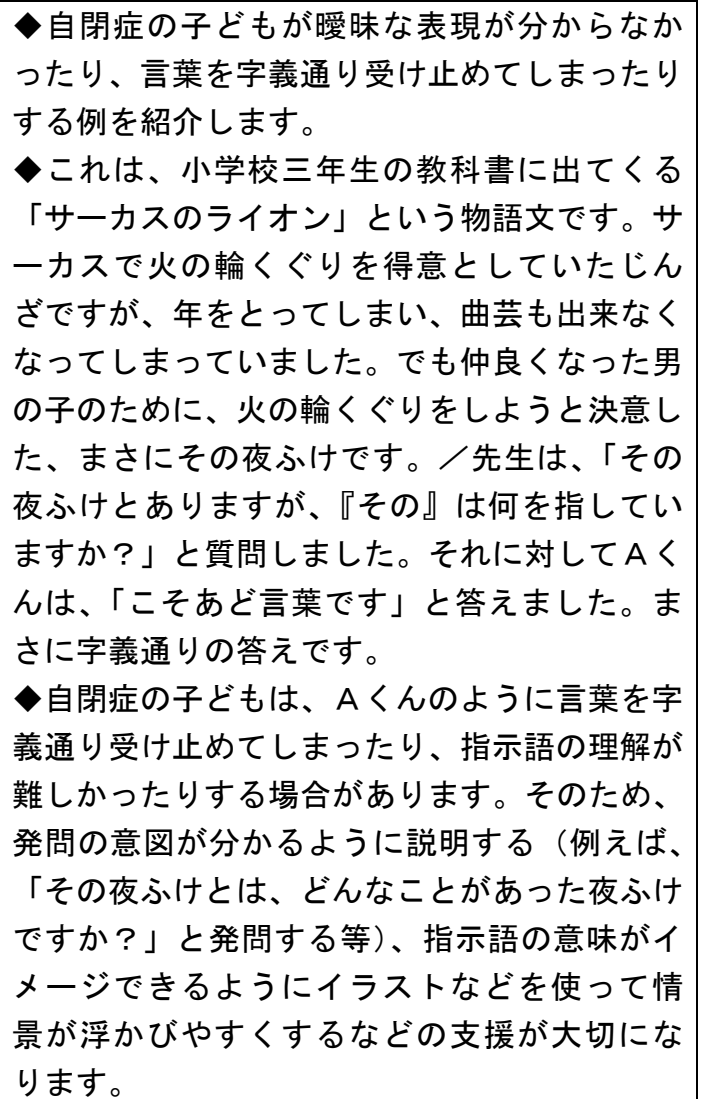 ◆自閉症の子どもが曖昧な表現が分からなか
ったり、言葉を字義通り受け止めてしまったり
する例を紹介します。
◆これは、小学校三年生の教科書に出てくる
「サーカスのライオン」という物語文です。サ
ーカスで火の輪くぐりを得意としていたじん
ざですが、年をとってしまい、曲芸も出来なく
なってしまっていました。でも仲良くなった男
の子のために、火の輪くぐりをしようと決意し
た、まさにその夜ふけです。／先生は、「その
夜ふけとありますが、『その』は何を指してい
ますか？」と質問しました。それに対してＡく
んは、「こそあど言葉です」と答えました。ま
さに字義通りの答えです。
◆自閉症の子どもは、Ａくんのように言葉を字
義通り受け止めてしまったり、指示語の理解が
難しかったりする場合があります。そのため、
発問の意図が分かるように説明する（例えば、
「その夜ふけとは、どんなことがあった夜ふけ
ですか？」と発問する等）、指示語の意味がイ
メージできるようにイラストなどを使って情
景が浮かびやすくするなどの支援が大切にな
ります。